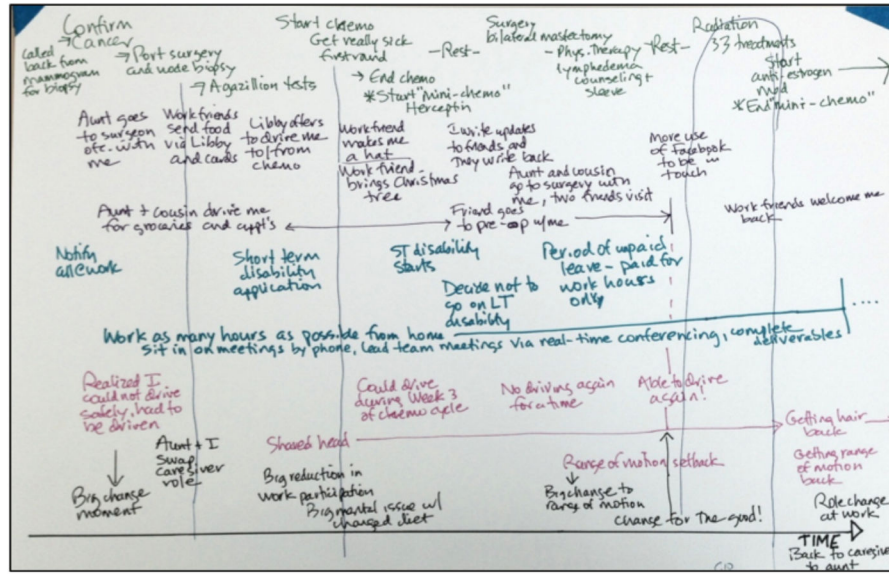 Confirm
→ Cancer
called
back from
mammogram
for biopsy
→ Port surgery
and node biopsy
→ A gazillion tests
Start chemo
Get really sick
first round
→ End chemo
*Start "mini-chemo"
Herceptin
-Rest-
Surgery
bilateral mastectomy
- Phys. Therapy
lymphedema
counseling +
sleeve
-Rest-
Radiation
33 treatments
Start
anti-estrogen
med
*End "mini-chemo"
Aunt goes
to surgeon
ofc. with
me
Work friends
send food
via Libby
and cards
Libby offers
to drive me
to/from
chemo
Work friend
makes me
a hat
Work friend
brings Christmas
tree
I write updates
to friends and
they write back
Aunt and cousin
go to surgery with
me, two friends visit
More use
of Facebook
to be in
touch
Aunt + cousin drive me
for groceries and appt's
Friend goes
to pre-op w/me
Work friends welcome me
back
Notify
all@work
Short term
disability
application
ST disability
starts
Decide not to
go on LT
disability
Period of unpaid
leave - paid for
work hours
only
....
Work as many hours as possible from home
Sit in on meetings by phone, Lead team meetings via real-time conferencing, complete
deliverables
Realized I
could not drive
safely, had to
be driven
Could drive
during Week 3
of chemo cycle
No driving again
for a time
Able to drive
again!
Aunt + I
swap
caregiver
role
Shaved head
Getting hair
back
Range of motion setback
Getting range
of motion
back
Big change
moment
Big reduction in
work participation
Big mental issue w/
changed diet
Big change to
range of motion
change for the good!
Role change
at work
TIME
Back to caregiver
to aunt